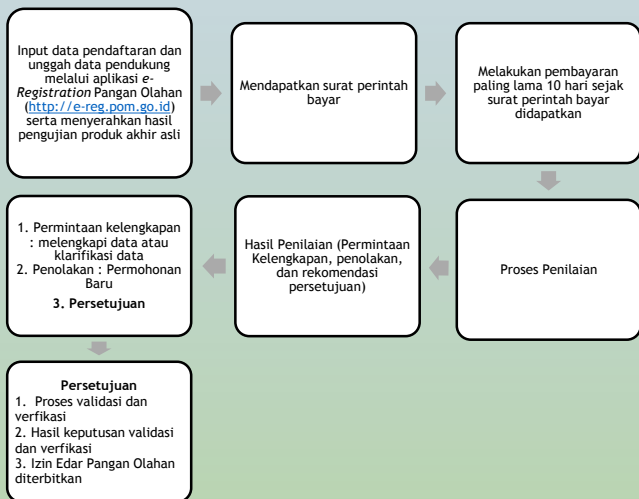 Input data pendaftaran dan
unggah data pendukung
melalui aplikasi e-
Registration Pangan Olahan
(http://e-reg.pom.go.id)
serta menyerahkan hasil
pengujian produk akhir asli
Mendapatkan surat perintah
bayar
Melakukan pembayaran
paling lama 10 hari sejak
surat perintah bayar
didapatkan
Proses Penilaian
Hasil Penilaian (Permintaan
Kelengkapan, penolakan,
dan rekomendasi
persetujuan)
1. Permintaan kelengkapan
: melengkapi data atau
klarifikasi data
2. Penolakan : Permohonan
Baru
3. Persetujuan
Persetujuan
1. Proses validasi dan
verfikasi
2. Hasil keputusan validasi
dan verfikasi
3. Izin Edar Pangan Olahan
diterbitkan